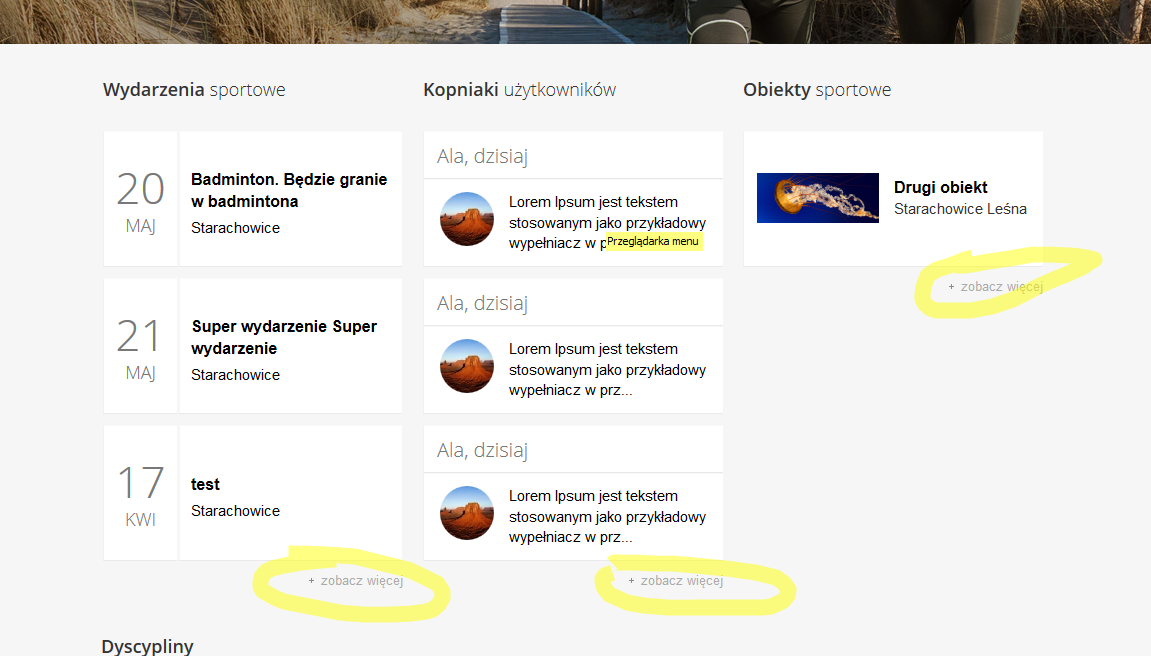 Wydarzenia sportowe
20
MAJ
Badminton. Będzie granie
w badmintona
Starachowice
21
MAJ
Super wydarzenie Super
wydarzenie
Starachowice
17
KWI
test
Starachowice
+ zobacz więcej
Kopniaki użytkowników
Ala, dzisiaj
Lorem Ipsum jest tekstem
stosowanym jako przykładowy
wypełniacz w p
Przeglądarka menu
Ala, dzisiaj
Lorem Ipsum jest tekstem
stosowanym jako przykładowy
wypełniacz w prz...
Ala, dzisiaj
Lorem Ipsum jest tekstem
stosowanym jako przykładowy
wypełniacz w prz...
+ zobacz więcej
Obiekty sportowe
Drugi obiekt
Starachowice Leśna
+ zobacz więcej
Dyscypliny